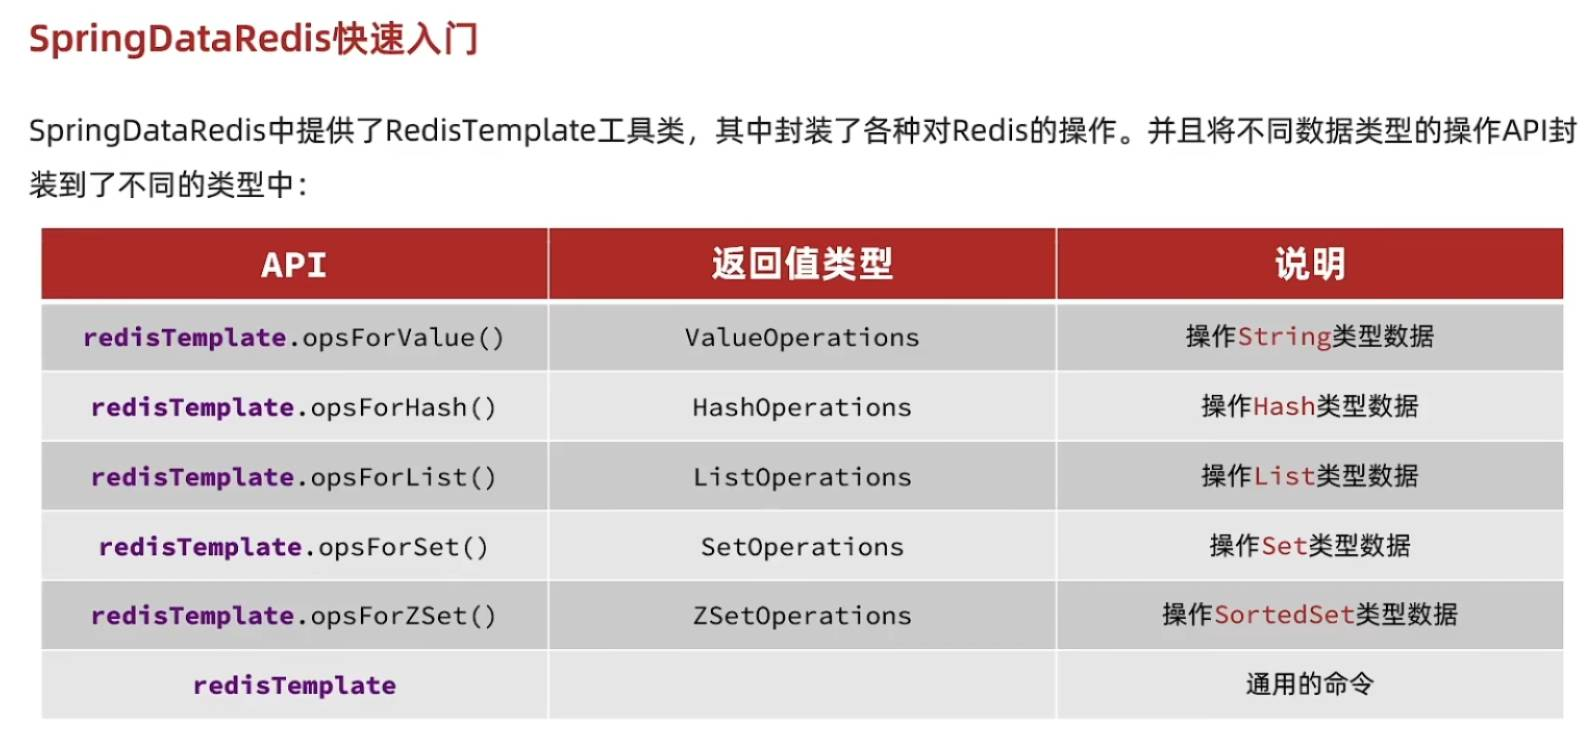 SpringDataRedis快速入门
SpringDataRedis中提供了RedisTemplate工具类，其中封装了各种对Redis的操作。并且将不同数据类型的操作API封
装到了不同的类型中：
API 返回值类型 说明
redisTemplate.opsForValue() ValueOperations 操作String类型数据
redisTemplate.opsForHash() HashOperations 操作Hash类型数据
redisTemplate.opsForList() ListOperations 操作List类型数据
redisTemplate.opsForSet() SetOperations 操作Set类型数据
redisTemplate.opsForZSet() ZSetOperations 操作SortedSet类型数据
redisTemplate 通用的命令